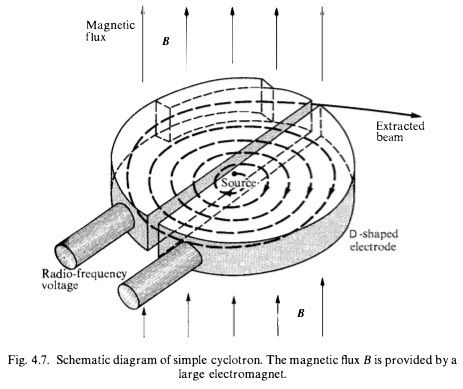 Magnetic
flux
B
Extracted
beam
Source
D-shaped
electrode
Radio-frequency
voltage
B
Fig. 4.7. Schematic diagram of simple cyclotron. The magnetic flux B is provided by a
large electromagnet.